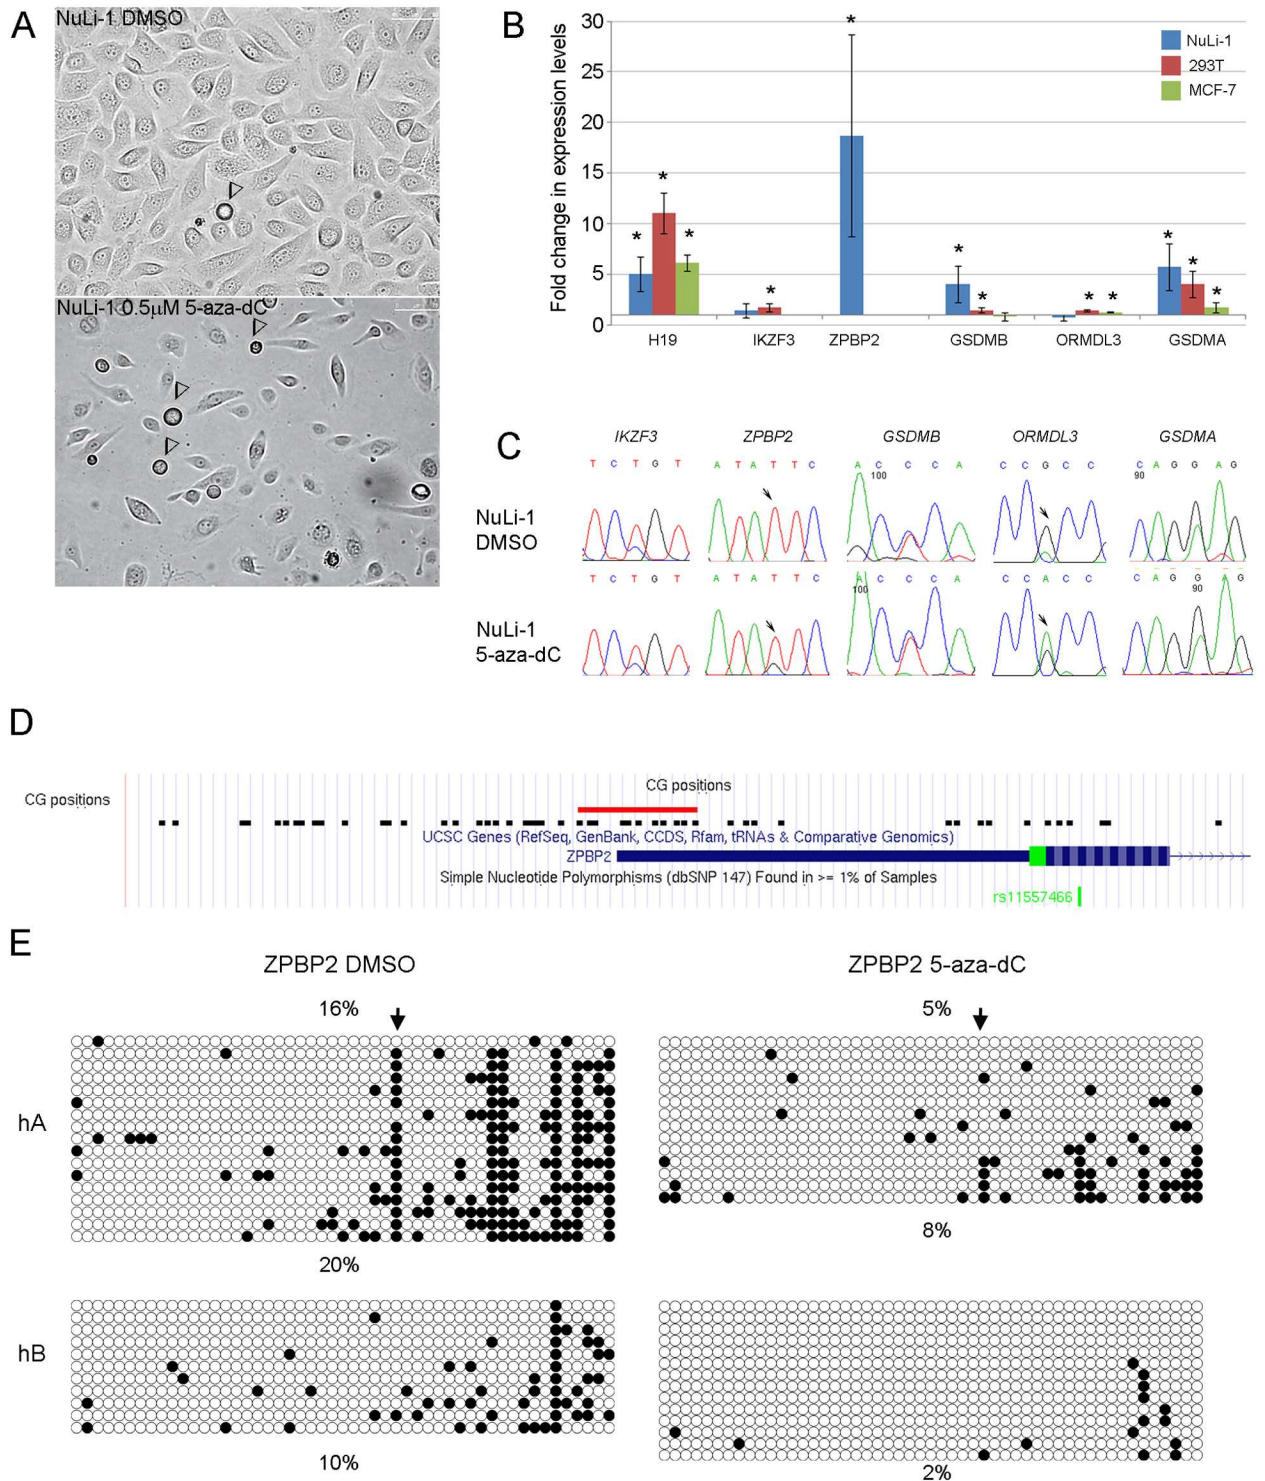 A
NuLi-1 DMSO
NuLi-1 0.5μM 5-aza-dC
B
Fold change in expression levels
30
25
20
15
10
5
0
*
*
*
*
*
*
*
*
*
*
*
*
NuLi-1
293T
MCF-7
H19
IKZF3
ZPBP2
GSDMB
ORMDL3
GSDMA
C
IKZF3
ZPBP2
GSDMB
ORMDL3
GSDMA
T C T G T
A T A T T C
A C C C A
100
C C G C C
C A G G A G
90
NuLi-1
DMSO
T C T G T
A T A T T C
A C C C A
100
C C A C C
C A G G A G
90
NuLi-1
5-aza-dC
D
CG positions
CG positions
UCSC Genes (RefSeq, GenBank, CCDS, Rfam, tRNAs & Comparative Genomics)
ZPBP2
Simple Nucleotide Polymorphisms (dbSNP 147) Found in >= 1% of Samples
rs11557466
E
ZPBP2 DMSO
ZPBP2 5-aza-dC
16%
5%
hA
20%
8%
hB
10%
2%